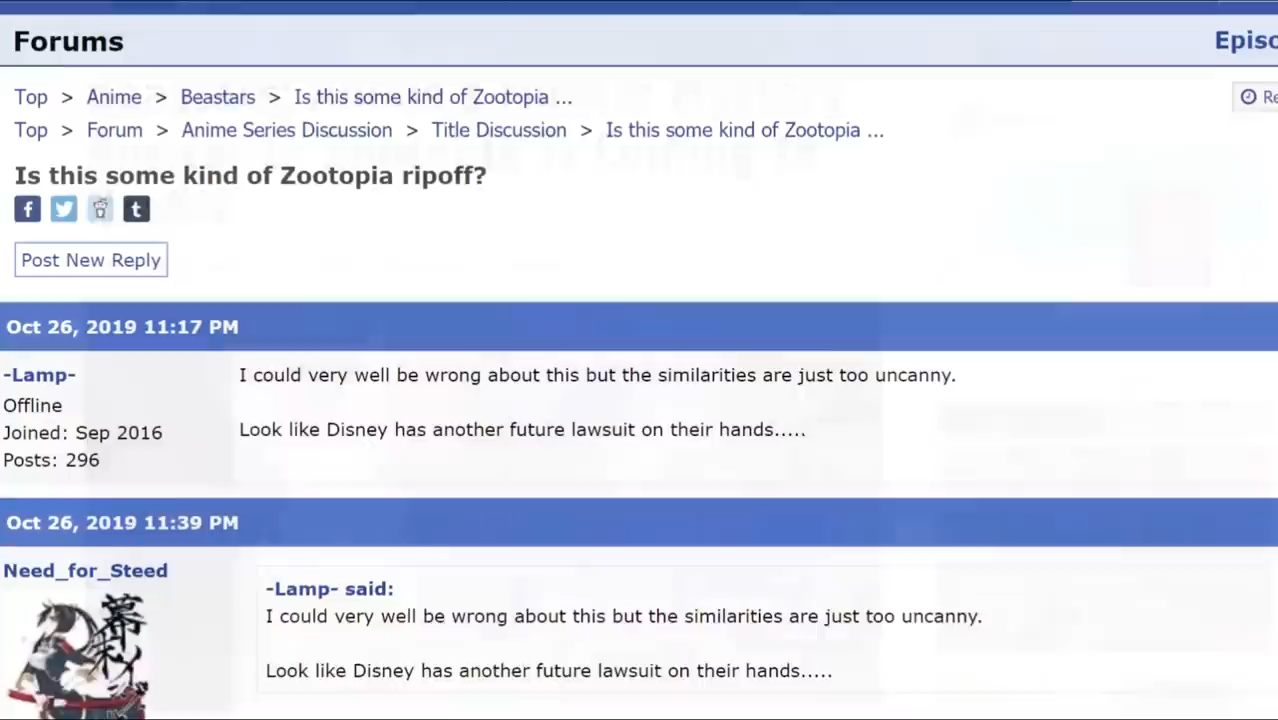 Forums
Episo
Top > Anime > Beastars > Is this some kind of Zootopia ...
Re
Top > Forum > Anime Series Discussion > Title Discussion > Is this some kind of Zootopia ...
Is this some kind of Zootopia ripoff?
Post New Reply
Oct 26, 2019 11:17 PM
-Lamp-
Offline
Joined: Sep 2016
Posts: 296
I could very well be wrong about this but the similarities are just too uncanny.
Look like Disney has another future lawsuit on their hands.....
Oct 26, 2019 11:39 PM
Need_for_Steed
-Lamp- said:
I could very well be wrong about this but the similarities are just too uncanny.
Look like Disney has another future lawsuit on their hands.....